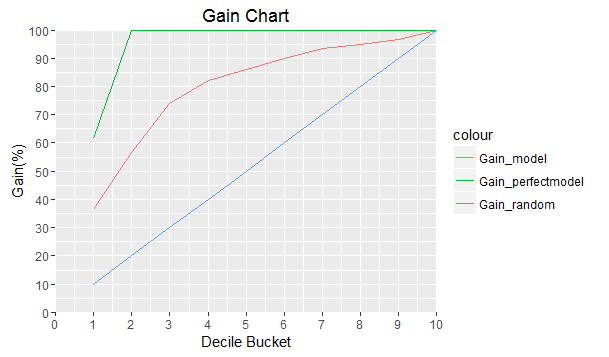 Gain Chart
100
90
80
70
60
50
40
30
20
10
0
Gain(%)
0 1 2 3 4 5 6 7 8 9 10
Decile Bucket
colour
Gain_model
Gain_perfectmodel
Gain_random